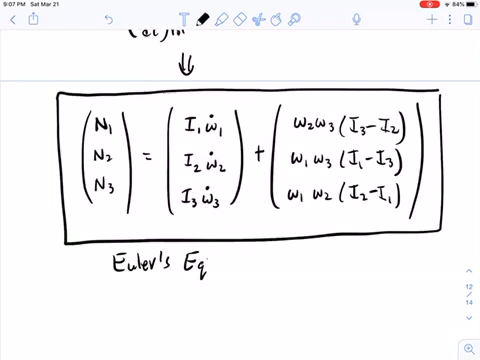 9:07 PM Sat Mar 21
84%
⇓
N₁ I₁ω̇₁ ω₂ω₃(I₃-I₂)
N₂ = I₂ω̇₂ + ω₁ω₃(I₁-I₃)
N₃ I₃ω̇₃ ω₁ω₂(I₂-I₁)
Euler's Eq
12
/
14